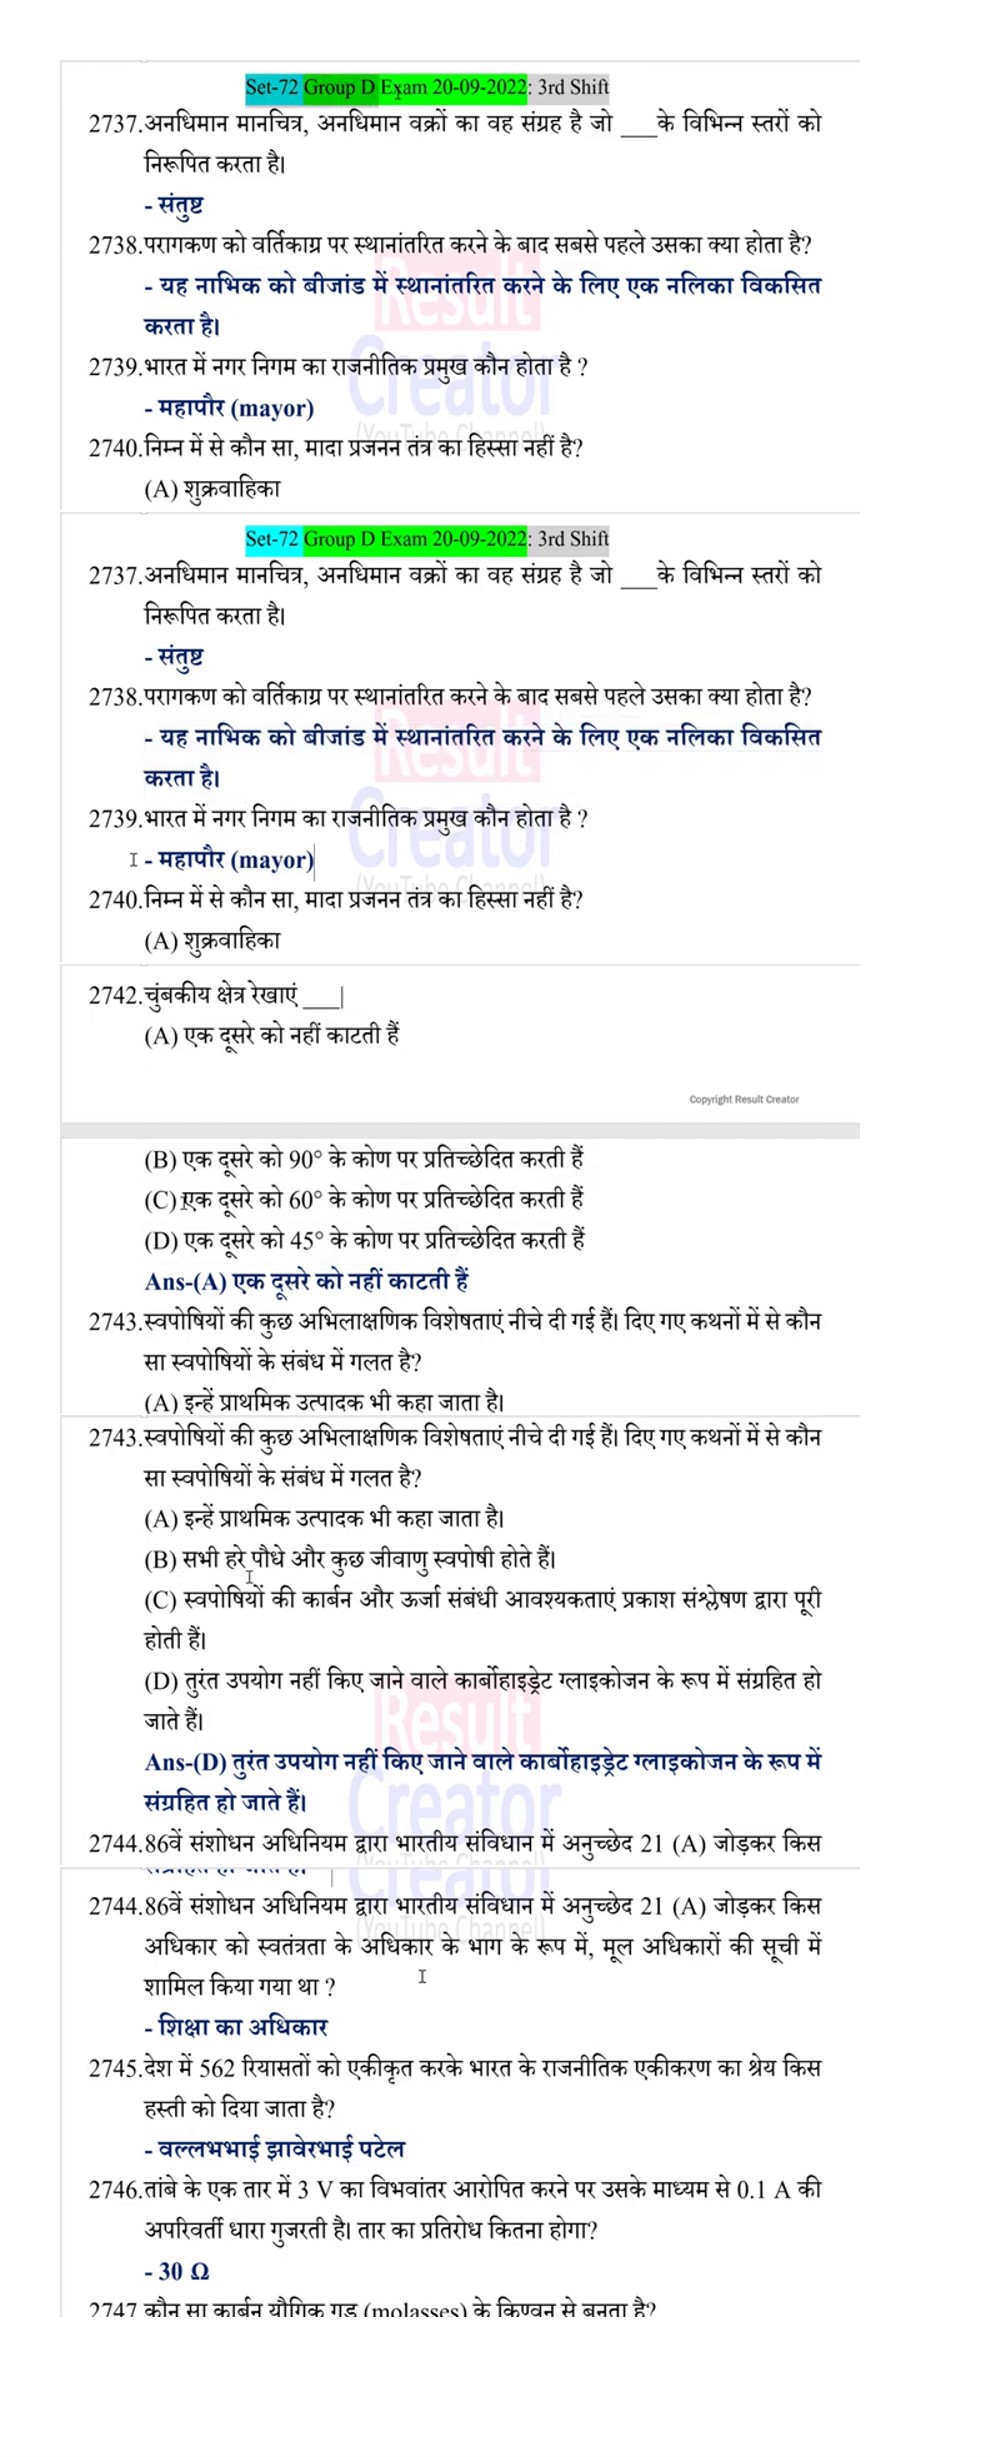 Set-72 Group D Exam 20-09-2022: 3rd Shift
2737.अनधिमान मानचित्र, अनधिमान वक्रों का वह संग्रह है जो ___के विभिन्न स्तरों को
निरूपित करता है।
- संतुष्ट
2738.परागकण को वर्तिकाग्र पर स्थानांतरित करने के बाद सबसे पहले उसका क्या होता है?
- यह नाभिक को बीजांड में स्थानांतरित करने के लिए एक नलिका विकसित
करता है।
2739.भारत में नगर निगम का राजनीतिक प्रमुख कौन होता है ?
- महापौर (mayor)
2740.निम्न में से कौन सा, मादा प्रजनन तंत्र का हिस्सा नहीं है?
(A) शुक्रवाहिका
Result
Creator
(YouTube Channel)
Set-72 Group D Exam 20-09-2022: 3rd Shift
2737.अनधिमान मानचित्र, अनधिमान वक्रों का वह संग्रह है जो ___के विभिन्न स्तरों को
निरूपित करता है।
- संतुष्ट
2738.परागकण को वर्तिकाग्र पर स्थानांतरित करने के बाद सबसे पहले उसका क्या होता है?
- यह नाभिक को बीजांड में स्थानांतरित करने के लिए एक नलिका विकसित
करता है।
2739.भारत में नगर निगम का राजनीतिक प्रमुख कौन होता है ?
- महापौर (mayor)
2740.निम्न में से कौन सा, मादा प्रजनन तंत्र का हिस्सा नहीं है?
(A) शुक्रवाहिका
Result
Creator
(YouTube Channel)
2742.चुंबकीय क्षेत्र रेखाएं ___|
(A) एक दूसरे को नहीं काटती हैं
Copyright Result Creator
(B) एक दूसरे को 90° के कोण पर प्रतिच्छेदित करती हैं
(C) एक दूसरे को 60° के कोण पर प्रतिच्छेदित करती हैं
(D) एक दूसरे को 45° के कोण पर प्रतिच्छेदित करती हैं
Ans-(A) एक दूसरे को नहीं काटती हैं
2743.स्वपोषियों की कुछ अभिलाक्षणिक विशेषताएं नीचे दी गई हैं। दिए गए कथनों में से कौन
सा स्वपोषियों के संबंध में गलत है?
(A) इन्हें प्राथमिक उत्पादक भी कहा जाता है।
2743.स्वपोषियों की कुछ अभिलाक्षणिक विशेषताएं नीचे दी गई हैं। दिए गए कथनों में से कौन
सा स्वपोषियों के संबंध में गलत है?
(A) इन्हें प्राथमिक उत्पादक भी कहा जाता है।
(B) सभी हरे पौधे और कुछ जीवाणु स्वपोषी होते हैं।
(C) स्वपोषियों की कार्बन और ऊर्जा संबंधी आवश्यकताएं प्रकाश संश्लेषण द्वारा पूरी
होती हैं।
(D) तुरंत उपयोग नहीं किए जाने वाले कार्बोहाइड्रेट ग्लाइकोजन के रूप में संग्रहित हो
जाते हैं।
Ans-(D) तुरंत उपयोग नहीं किए जाने वाले कार्बोहाइड्रेट ग्लाइकोजन के रूप में
संग्रहित हो जाते हैं।
2744.86वें संशोधन अधिनियम द्वारा भारतीय संविधान में अनुच्छेद 21 (A) जोड़कर किस
Result
Creator
2744.86वें संशोधन अधिनियम द्वारा भारतीय संविधान में अनुच्छेद 21 (A) जोड़कर किस
अधिकार को स्वतंत्रता के अधिकार के भाग के रूप में, मूल अधिकारों की सूची में
शामिल किया गया था ?
- शिक्षा का अधिकार
2745.देश में 562 रियासतों को एकीकृत करके भारत के राजनीतिक एकीकरण का श्रेय किस
हस्ती को दिया जाता है?
- वल्लभभाई झावेरभाई पटेल
2746.तांबे के एक तार में 3 V का विभवांतर आरोपित करने पर उसके माध्यम से 0.1 A की
अपरिवर्ती धारा गुजरती है। तार का प्रतिरोध कितना होगा?
- 30 Ω
2747 कौन सा कार्बन यौगिक गुड़ (molasses) के किण्वन से बनता है?